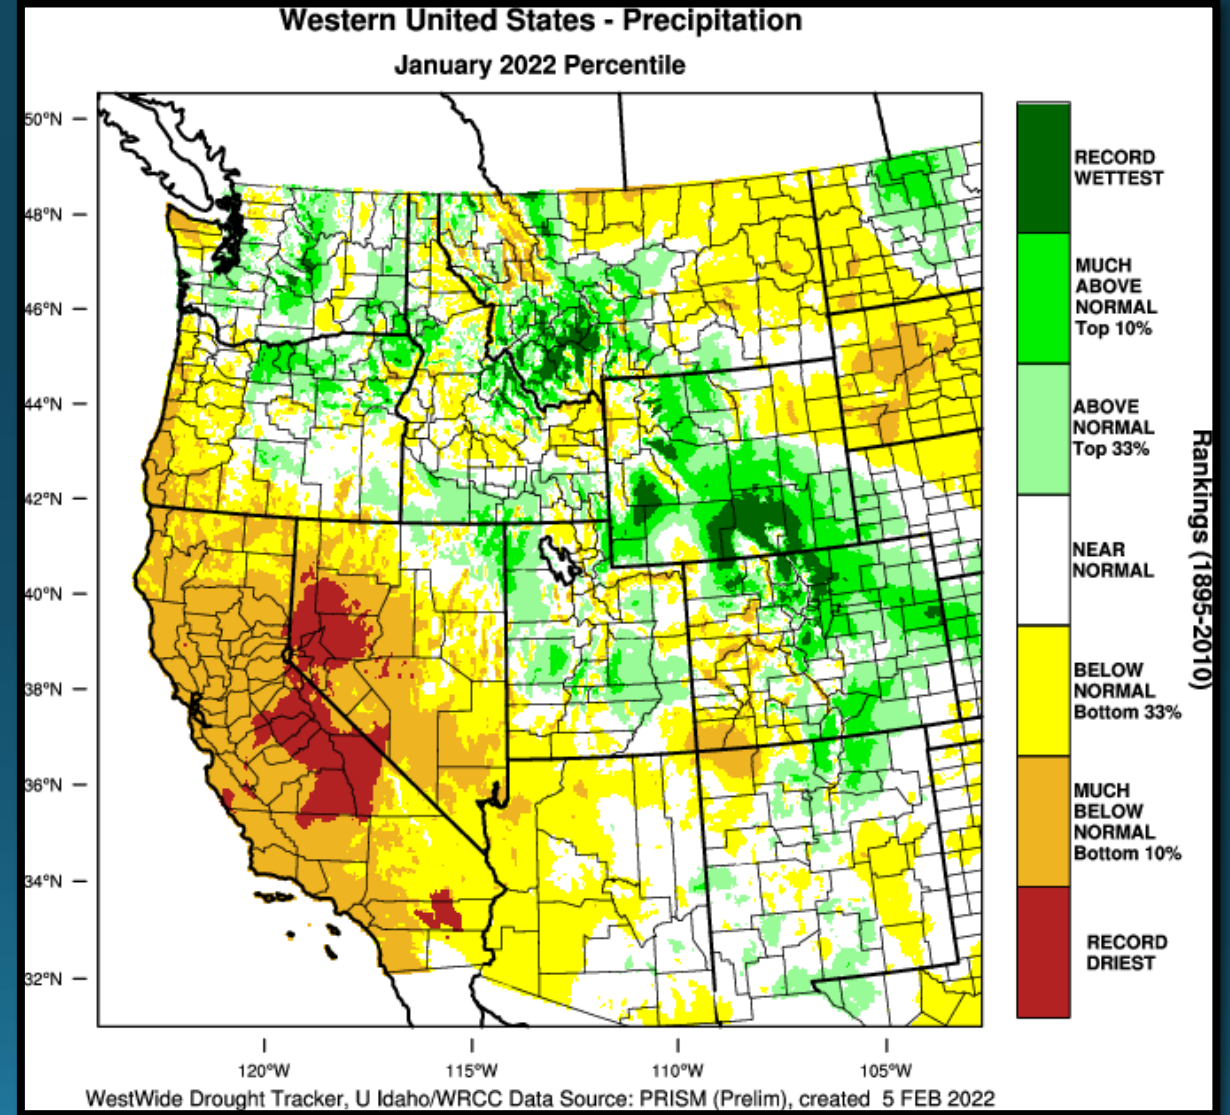 Western United States - Precipitation
January 2022 Percentile
50°N
48°N
46°N
44°N
42°N
40°N
38°N
36°N
34°N
32°N
120°W
115°W
110°W
105°W
RECORD
WETTEST
MUCH
ABOVE
NORMAL
Top 10%
ABOVE
NORMAL
Top 33%
NEAR
NORMAL
BELOW
NORMAL
Bottom 33%
MUCH
BELOW
NORMAL
Bottom 10%
RECORD
DRIEST
Rankings (1895-2010)
WestWide Drought Tracker, U Idaho/WRCC Data Source: PRISM (Prelim), created 5 FEB 2022